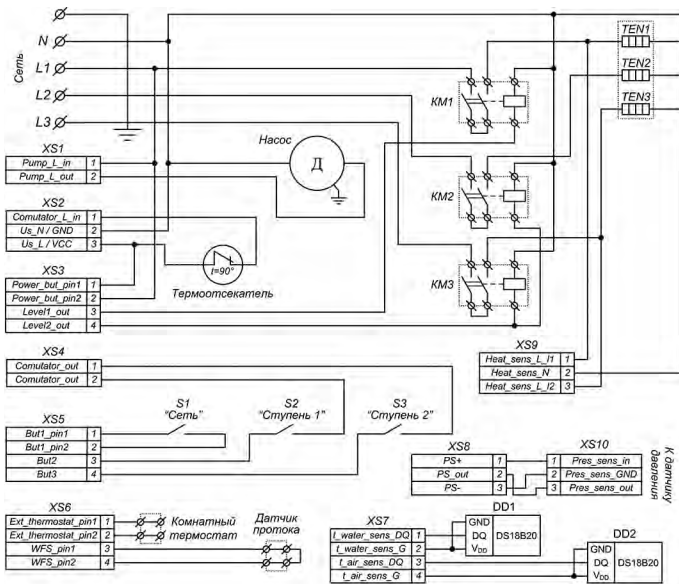 Сеть
N
L1
L2
L3
TEN1
TEN2
TEN3
KM1
KM2
KM3
Насос
Д
XS1
Pump_L_in 1
Pump_L_out 2
XS2
Comutator_L_in 1
Us_N / GND 2
Us_L / VCC 3
t=90°
Термоотсекатель
XS3
Power_but_pin1 1
Power_but_pin2 2
Level1_out 3
Level2_out 4
XS4
Comutator_out 1
Comutator_out 2
XS9
Heat_sens_L_I1 1
Heat_sens_N 2
Heat_sens_L_I2 3
S1
"Сеть"
S2
"Ступень 1"
S3
"Ступень 2"
XS5
But1_pin1 1
But1_pin2 2
But2 3
But3 4
XS8
PS+ 1
PS_out 2
PS- 3
XS10
1 Pres_sens_in
2 Pres_sens_GND
3 Pres_sens_out
К датчику
давления
XS6
Ext_thermostat_pin1 1
Ext_thermostat_pin2 2
WFS_pin1 3
WFS_pin2 4
Комнатный
термостат
Датчик
протока
XS7
t_water_sens_DQ 1
t_water_sens_G 2
t_air_sens_DQ 3
t_air_sens_G 4
DD1
GND
DQ
VDD
DS18B20
DD2
GND
DQ
VDD
DS18B20